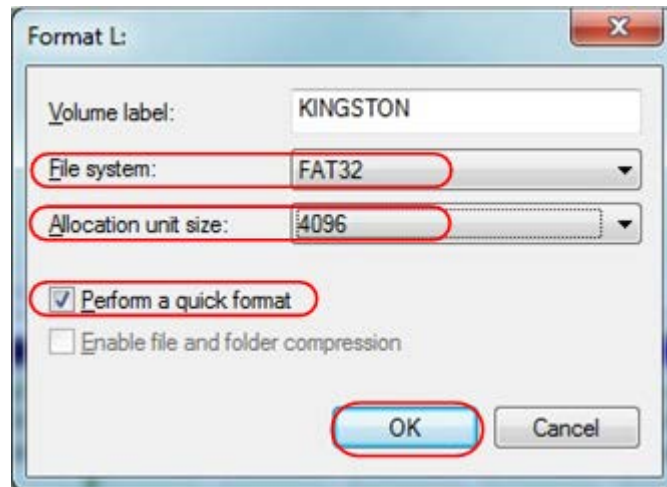 Format L:
Volume label: KINGSTON
File system: FAT32
Allocation unit size: 4096
Perform a quick format
Enable file and folder compression
OK Cancel